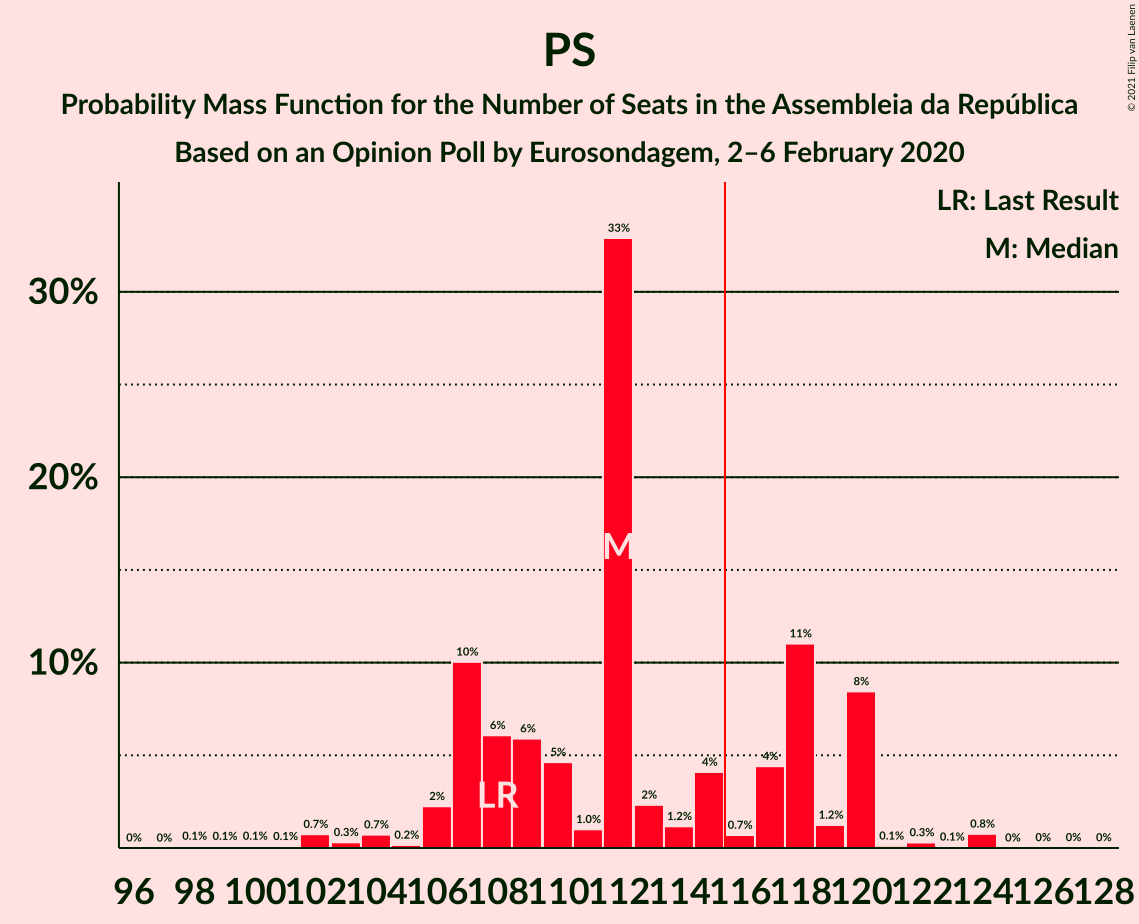 PS
Probability Mass Function for the Number of Seats in the Assembleia da República
Based on an Opinion Poll by Eurosondagem, 2–6 February 2020
© 2021 Filip van Laenen
LR: Last Result
M: Median
30%
20%
10%
0% 0% 0.1% 0.1% 0.1% 0.1% 0.7% 0.3% 0.7% 0.2% 2% 10% 6% 6% 5% 1.0% 33% 2% 1.2% 4% 0.7% 4% 11% 1.2% 8% 0.1% 0.3% 0.1% 0.8% 0% 0% 0% 0%
M
LR
96 98 100 102 104 106 108 110 112 114 116 118 120 122 124 126 128